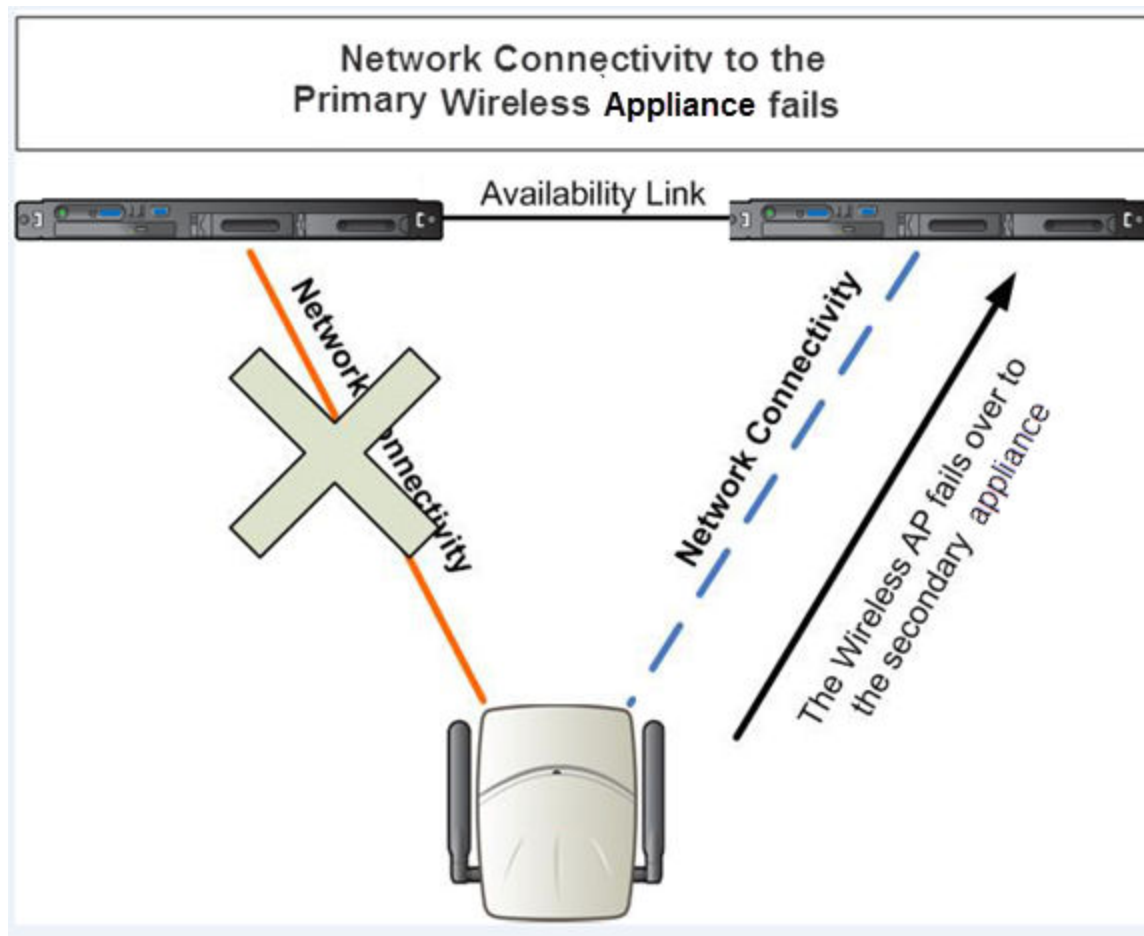 Network Connectivity to the
Primary Wireless Appliance fails
Availability Link
Network Connectivity
Network Connectivity
The Wireless AP fails over to
the secondary appliance